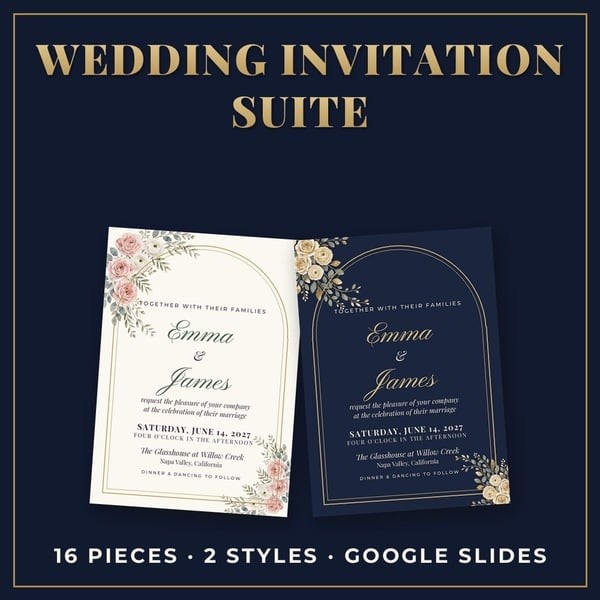 WEDDING INVITATION
SUITE
TOGETHER WITH THEIR FAMILIES
Emma
&
James
request the pleasure of your company
at the celebration of their marriage
SATURDAY, JUNE 14, 2027
FOUR O'CLOCK IN THE AFTERNOON
The Glasshouse at Willow Creek
Napa Valley, California
DINNER & DANCING TO FOLLOW
TOGETHER WITH THEIR FAMILIES
Emma
&
James
request the pleasure of your company
at the celebration of their marriage
SATURDAY, JUNE 14, 2027
FOUR O'CLOCK IN THE AFTERNOON
The Glasshouse at Willow Creek
Napa Valley, California
DINNER & DANCING TO FOLLOW
16 PIECES · 2 STYLES · GOOGLE SLIDES